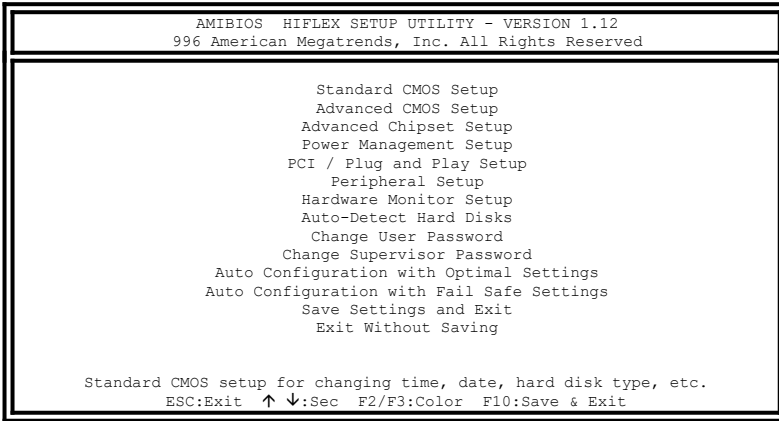 AMIBIOS HIFLEX SETUP UTILITY - VERSION 1.12
996 American Megatrends, Inc. All Rights Reserved
Standard CMOS Setup
Advanced CMOS Setup
Advanced Chipset Setup
Power Management Setup
PCI / Plug and Play Setup
Peripheral Setup
Hardware Monitor Setup
Auto-Detect Hard Disks
Change User Password
Change Supervisor Password
Auto Configuration with Optimal Settings
Auto Configuration with Fail Safe Settings
Save Settings and Exit
Exit Without Saving
Standard CMOS setup for changing time, date, hard disk type, etc.
ESC:Exit ↑ ↓:Sec F2/F3:Color F10:Save & Exit